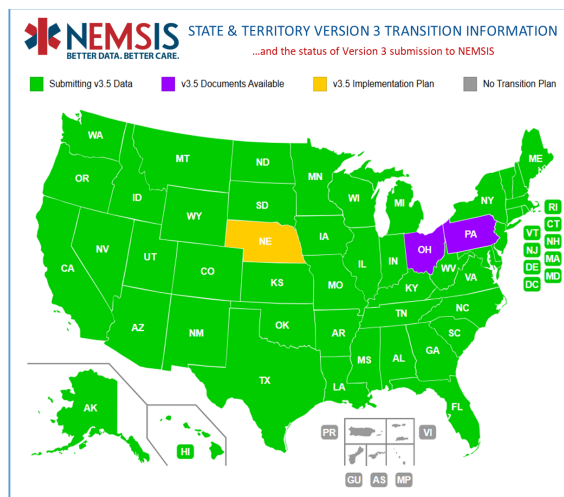 NEMSIS
BETTER DATA. BETTER CARE.
STATE & TERRITORY VERSION 3 TRANSITION INFORMATION
...and the status of Version 3 submission to NEMSIS
Submitting v3.5 Data
v3.5 Documents Available
v3.5 Implementation Plan
No Transition Plan
WA
MT
ND
MN
ME
OR
ID
SD
WI
MI
NY
WY
RI
NE
IA
PA
CT
NV
UT
CO
IL
IN
OH
VT
NH
CA
KS
MO
WV
VA
NJ
MA
KY
DE
MD
AZ
NM
OK
AR
TN
NC
DC
SC
TX
MS
AL
GA
LA
FL
AK
HI
PR
VI
GU
AS
MP